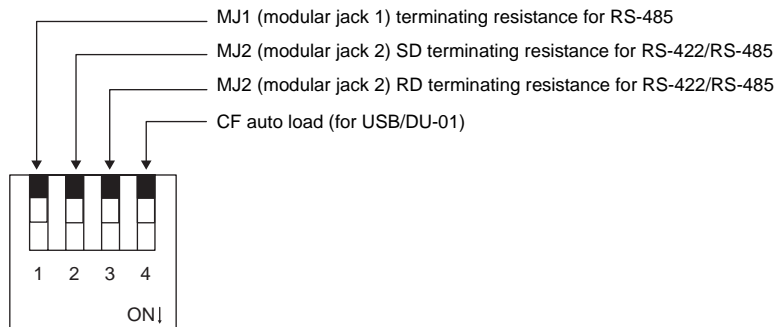 MJ1 (modular jack 1) terminating resistance for RS-485
MJ2 (modular jack 2) SD terminating resistance for RS-422/RS-485
MJ2 (modular jack 2) RD terminating resistance for RS-422/RS-485
CF auto load (for USB/DU-01)
1 2 3 4
ON↓